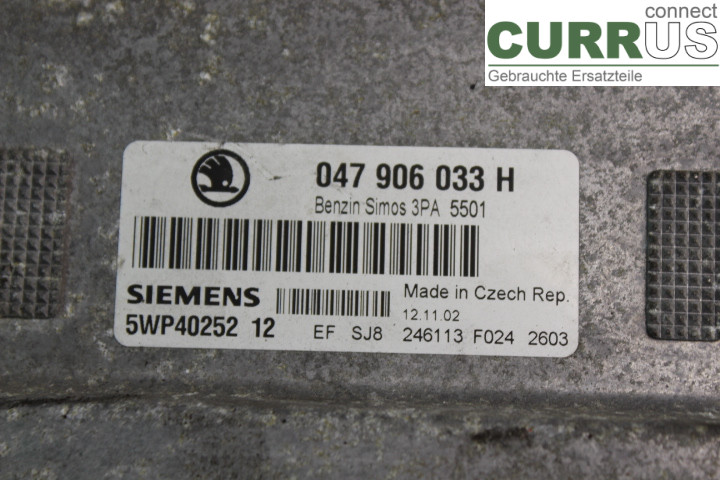 connect
CURRUS
Gebrauchte Ersatzteile
047 906 033 H
Benzin Simos 3PA 5501
SIEMENS
Made in Czech Rep.
5WP40252 12
12.11.02
EF SJ8 246113 F024 2603